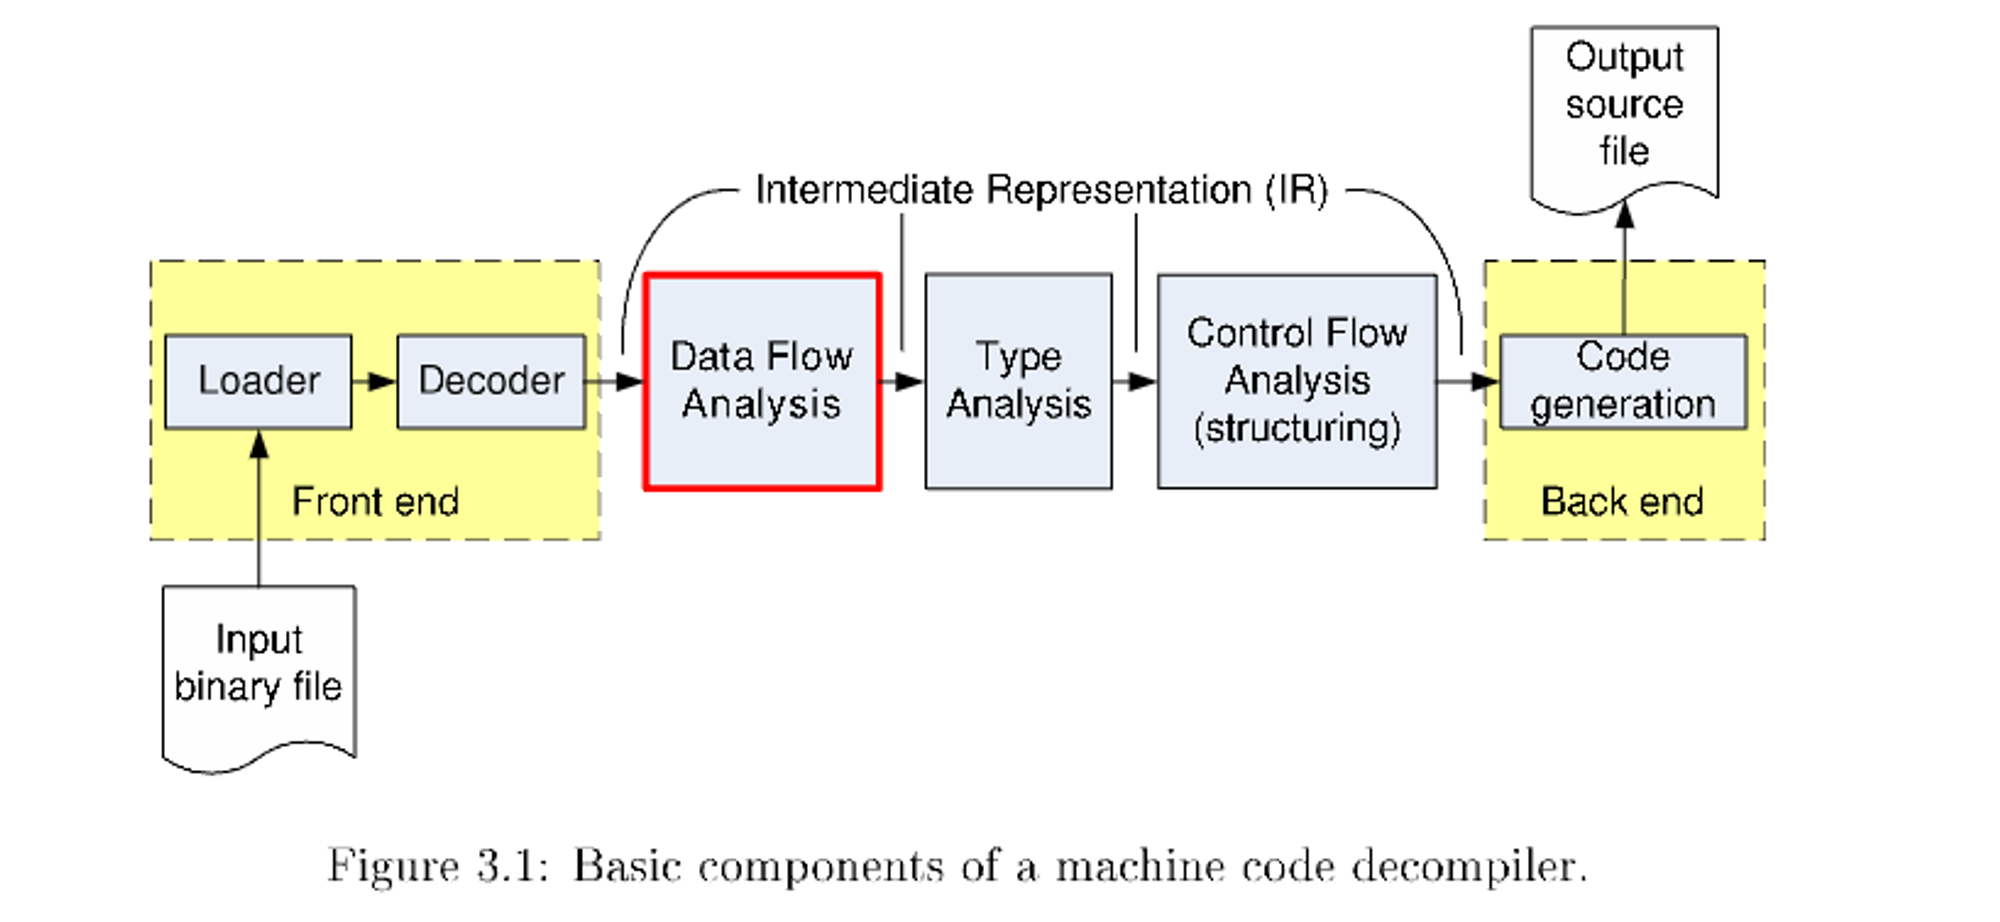 Output
source
file
Intermediate Representation (IR)
Loader
Decoder
Front end
Data Flow
Analysis
Type
Analysis
Control Flow
Analysis
(structuring)
Code
generation
Back end
Input
binary file
Figure 3.1: Basic components of a machine code decompiler.